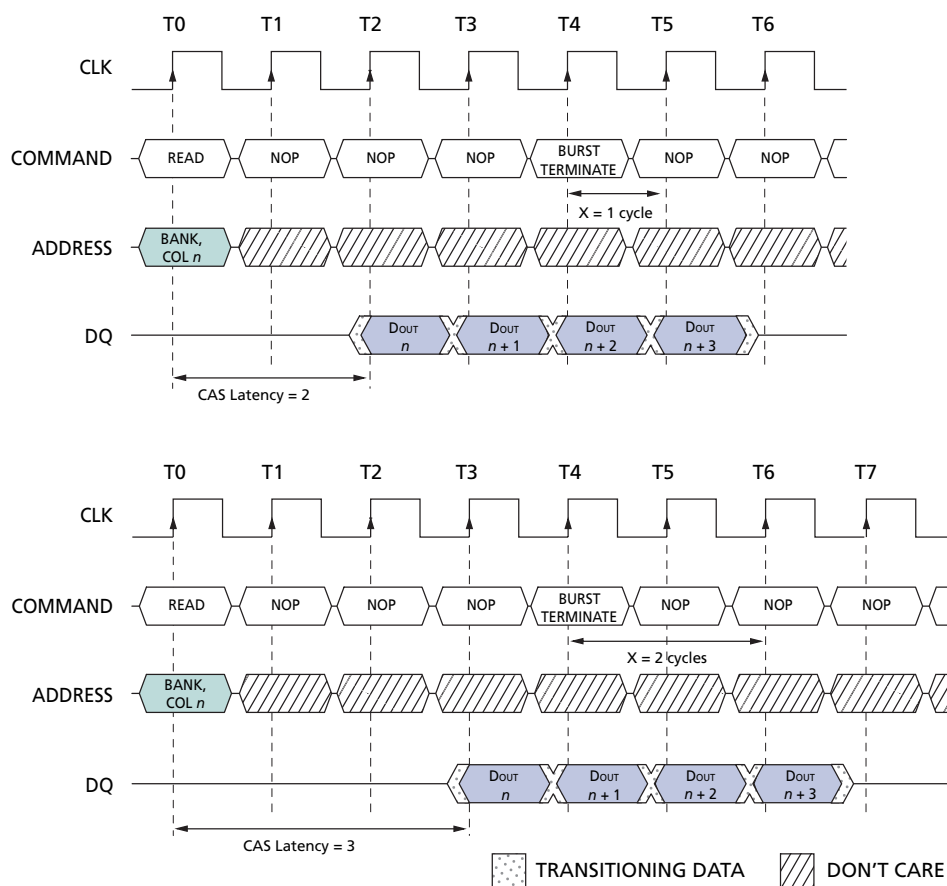 T0 T1 T2 T3 T4 T5 T6
CLK
COMMAND READ NOP NOP NOP BURST TERMINATE NOP NOP
X = 1 cycle
ADDRESS BANK, COL n
DQ DOUT n DOUT n + 1 DOUT n + 2 DOUT n + 3
CAS Latency = 2
T0 T1 T2 T3 T4 T5 T6 T7
CLK
COMMAND READ NOP NOP NOP BURST TERMINATE NOP NOP NOP
X = 2 cycles
ADDRESS BANK, COL n
DQ DOUT n DOUT n + 1 DOUT n + 2 DOUT n + 3
CAS Latency = 3
TRANSITIONING DATA DON'T CARE